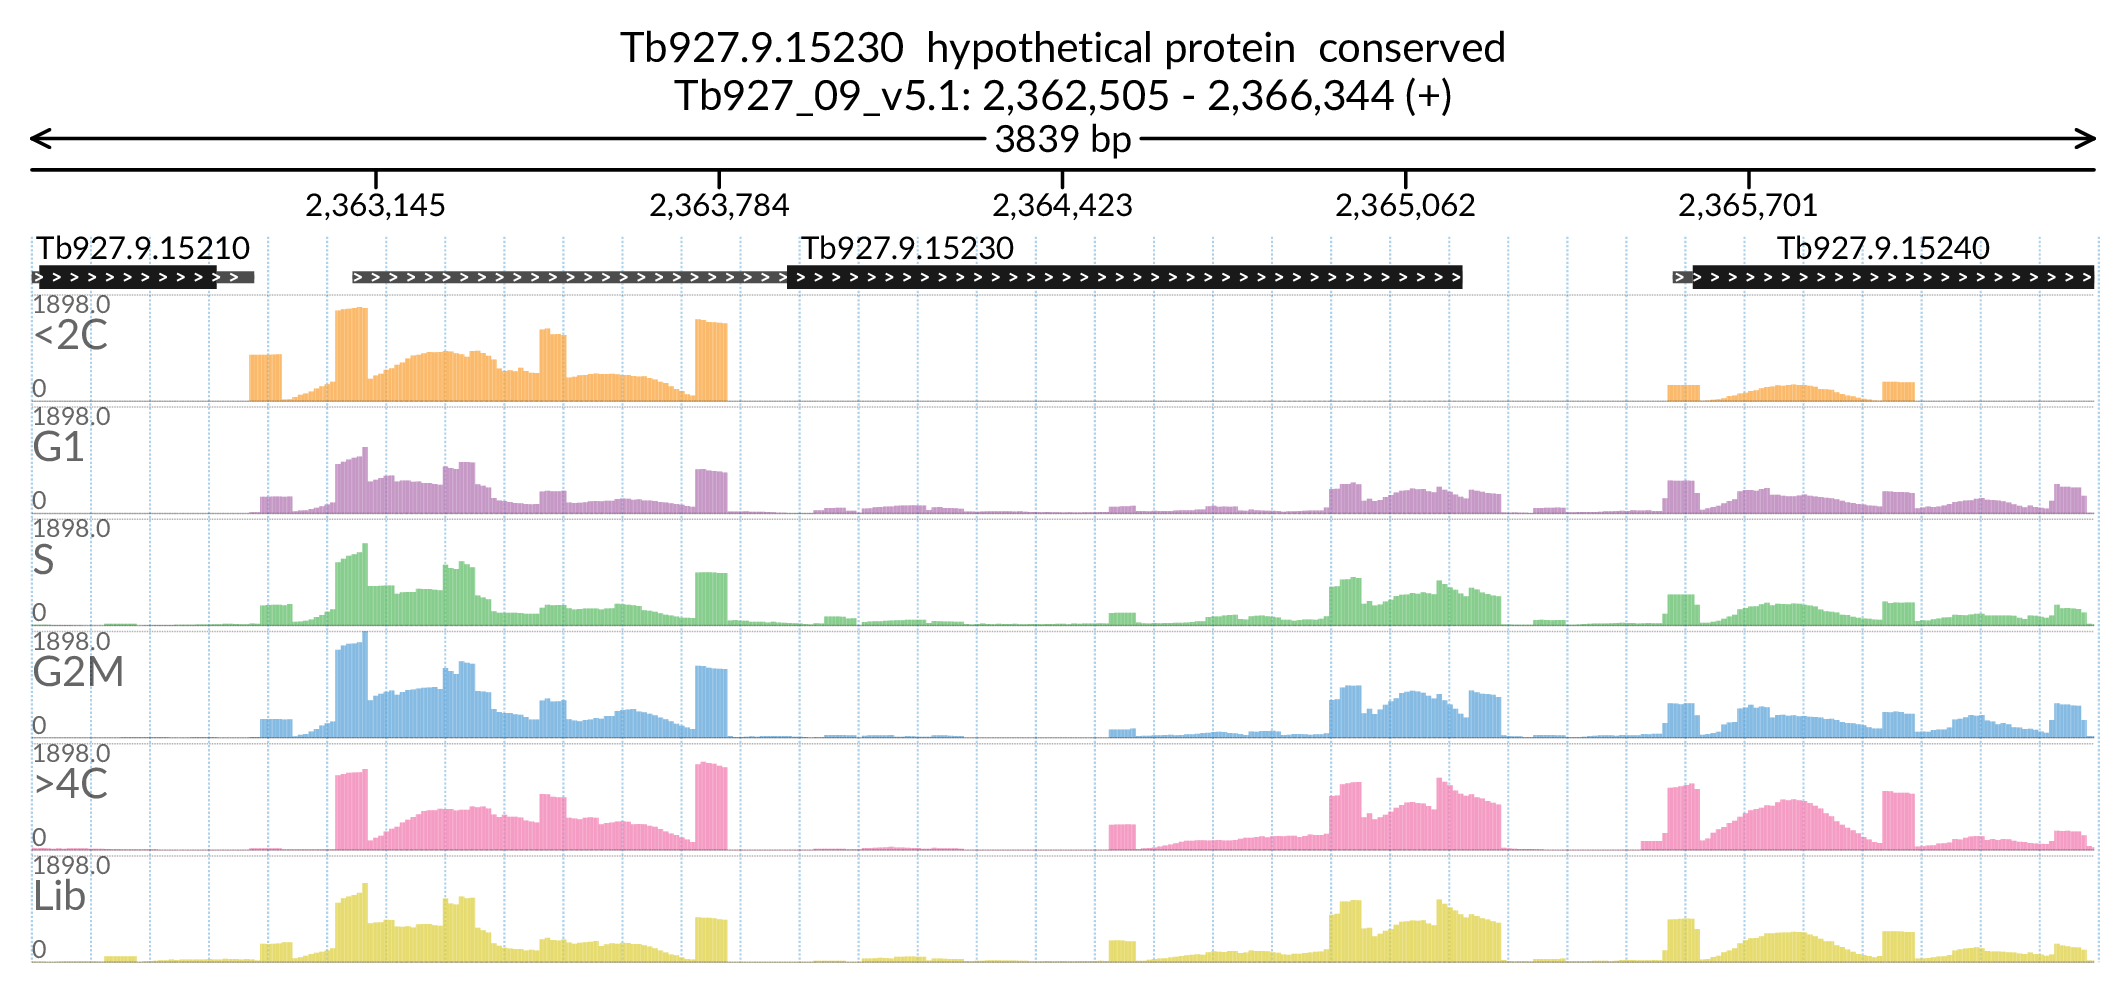 Tb927.9.15230  hypothetical protein  conserved
Tb927_09_v5.1: 2,362,505 - 2,366,344 (+)
3839 bp
2,363,145 2,363,784 2,364,423 2,365,062 2,365,701
Tb927.9.15210 Tb927.9.15230 Tb927.9.15240
1898.0
<2C
0
1898.0
G1
0
1898.0
S
0
1898.0
G2M
0
1898.0
>4C
0
1898.0
Lib
0